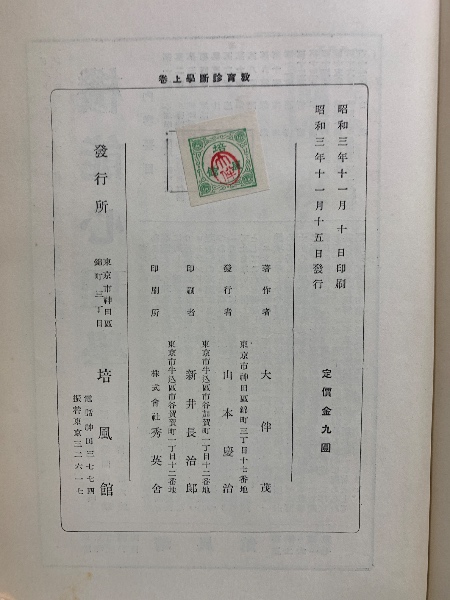 教育診斷學上卷
昭和三年十一月十日印刷
昭和三年十一月十五日發行
定價金九圓
著作者 大伴茂
東京市神田區錦町三丁目十七番地
發行者 山本慶治
東京市牛込區市谷加賀町一丁目十二番地
印刷者 新井長治郎
東京市牛込區市谷加賀町一丁目十二番地
印刷所 株式會社秀英舍
發行所
東京市神田區
錦町三丁目
培風館
電話神田三七七四
振替東京三二六一七